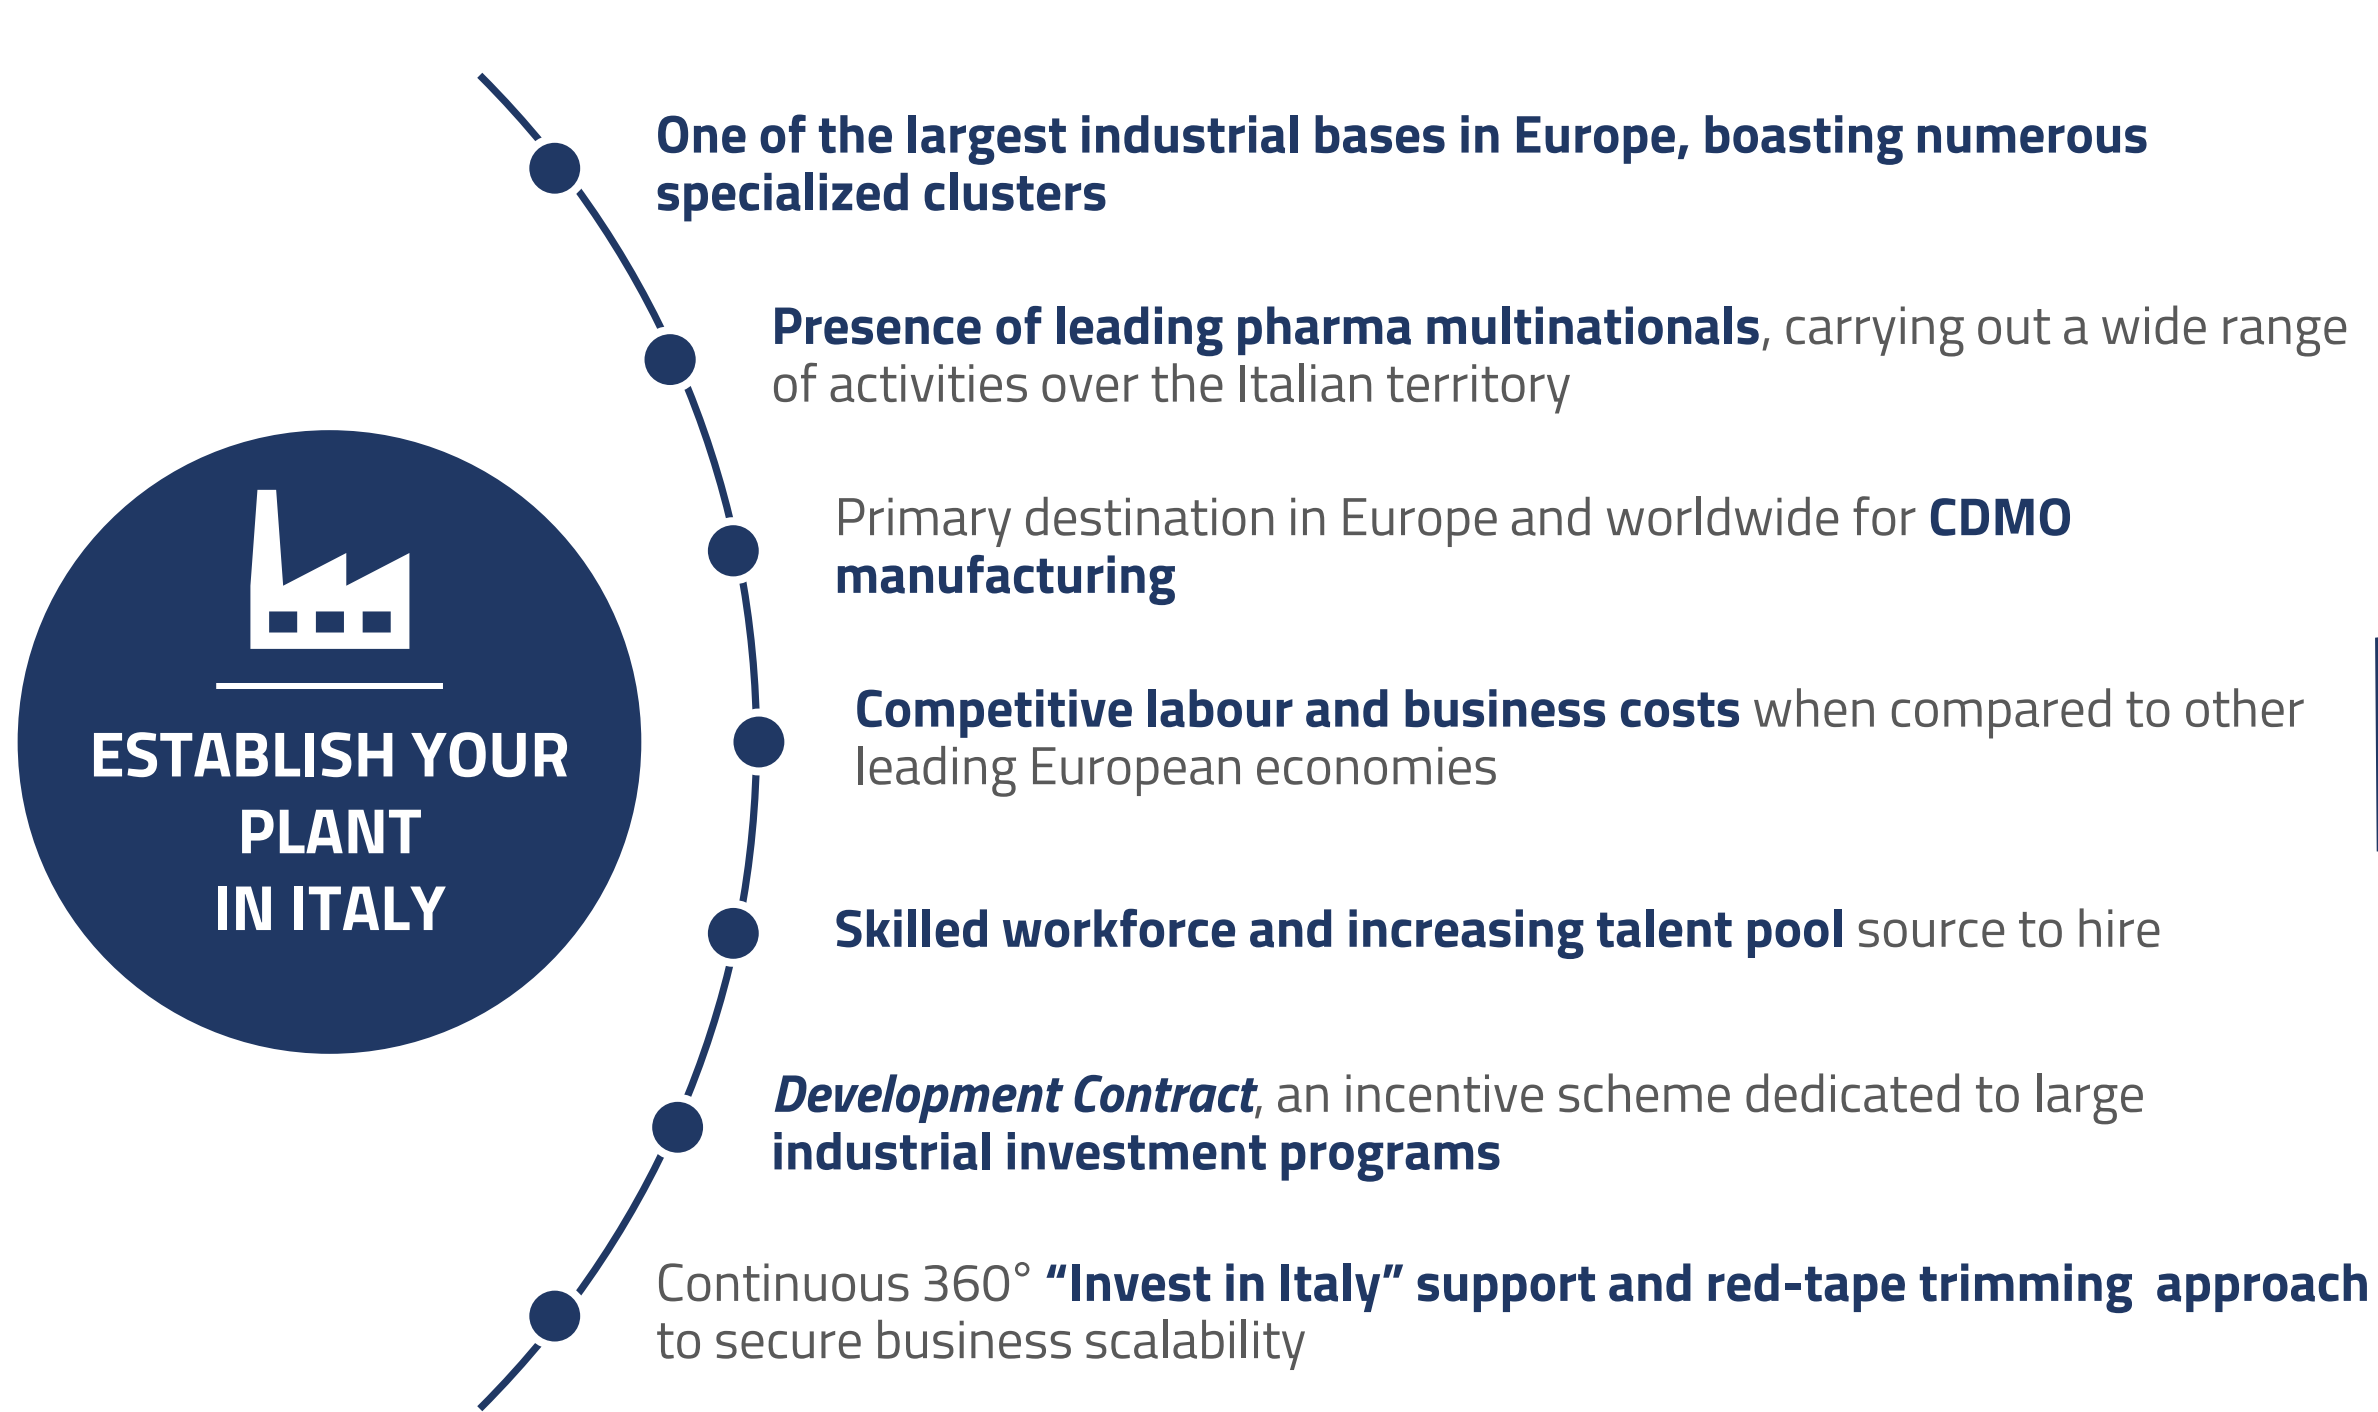 One of the largest industrial bases in Europe, boasting numerous
specialized clusters
Presence of leading pharma multinationals, carrying out a wide range
of activities over the Italian territory
Primary destination in Europe and worldwide for CDMO
manufacturing
ESTABLISH YOUR
PLANT
IN ITALY
Competitive labour and business costs when compared to other
leading European economies
Skilled workforce and increasing talent pool source to hire
Development Contract, an incentive scheme dedicated to large
industrial investment programs
Continuous 360° “Invest in Italy” support and red-tape trimming  approach
to secure business scalability